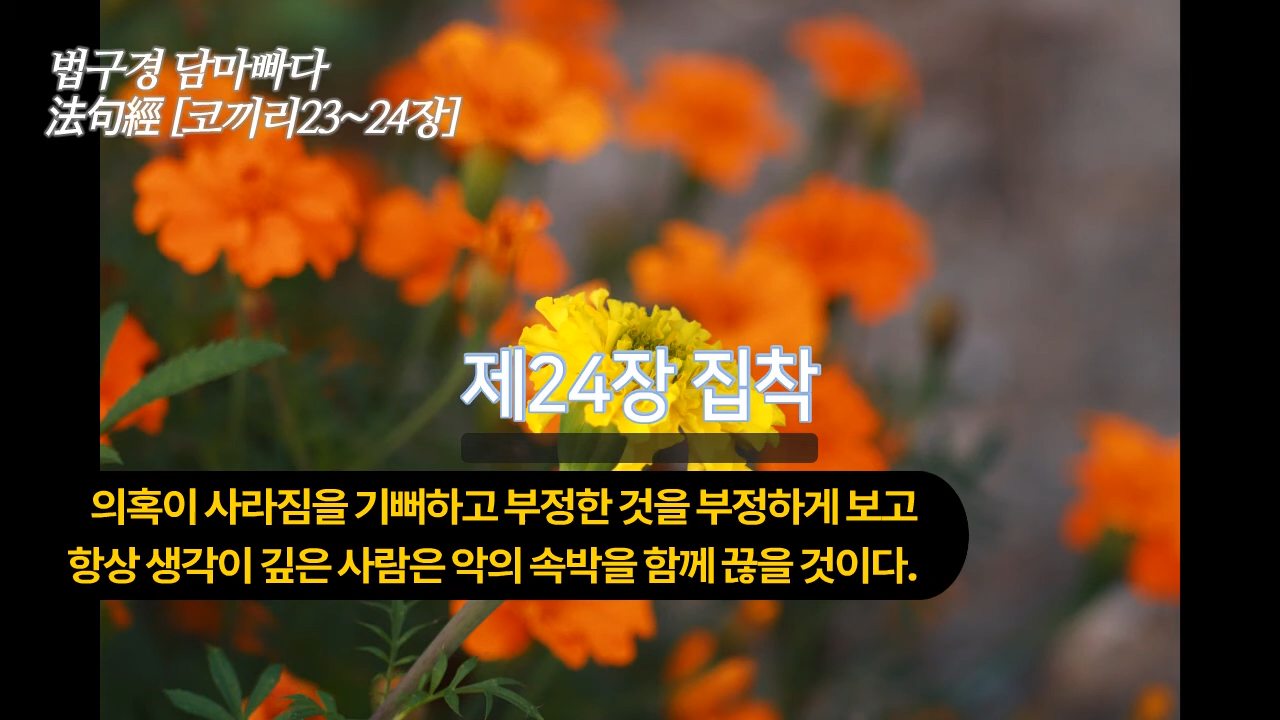 법구경 담마빠다
法句經 [코끼리23~24장]
제24장 집착
의혹이 사라짐을 기뻐하고 부정한 것을 부정하게 보고
항상 생각이 깊은 사람은 악의 속박을 함께 끊을 것이다.